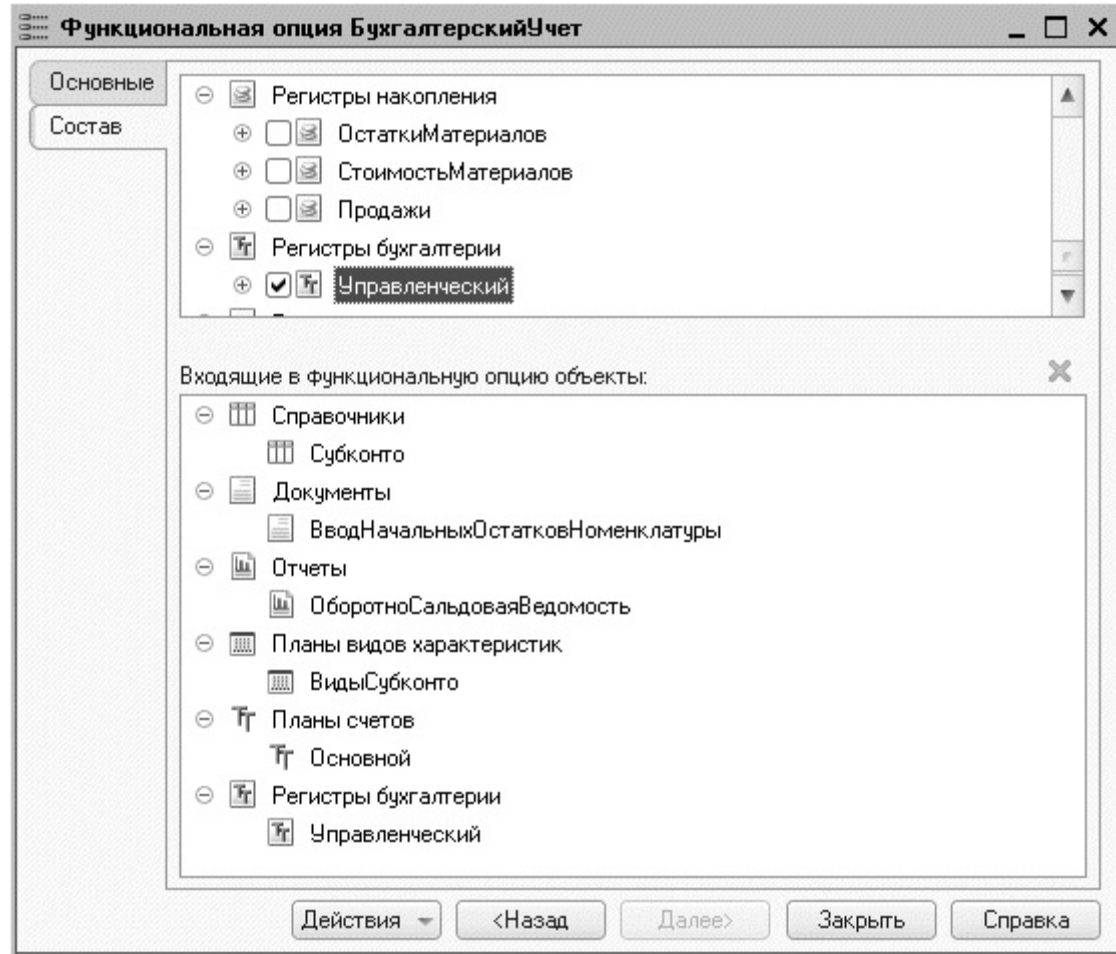 Функциональная опция БухгалтерскийУчет
Основные
Состав
Регистры накопления
ОстаткиМатериалов
СтоимостьМатериалов
Продажи
Регистры бухгалтерии
Управленческий
Входящие в функциональную опцию объекты:
Справочники
Субконто
Документы
ВводНачальныхОстатковНоменклатуры
Отчеты
ОборотноСальдоваяВедомость
Планы видов характеристик
ВидыСубконто
Планы счетов
Основной
Регистры бухгалтерии
Управленческий
Действия <Назад Далее> Закрыть Справка